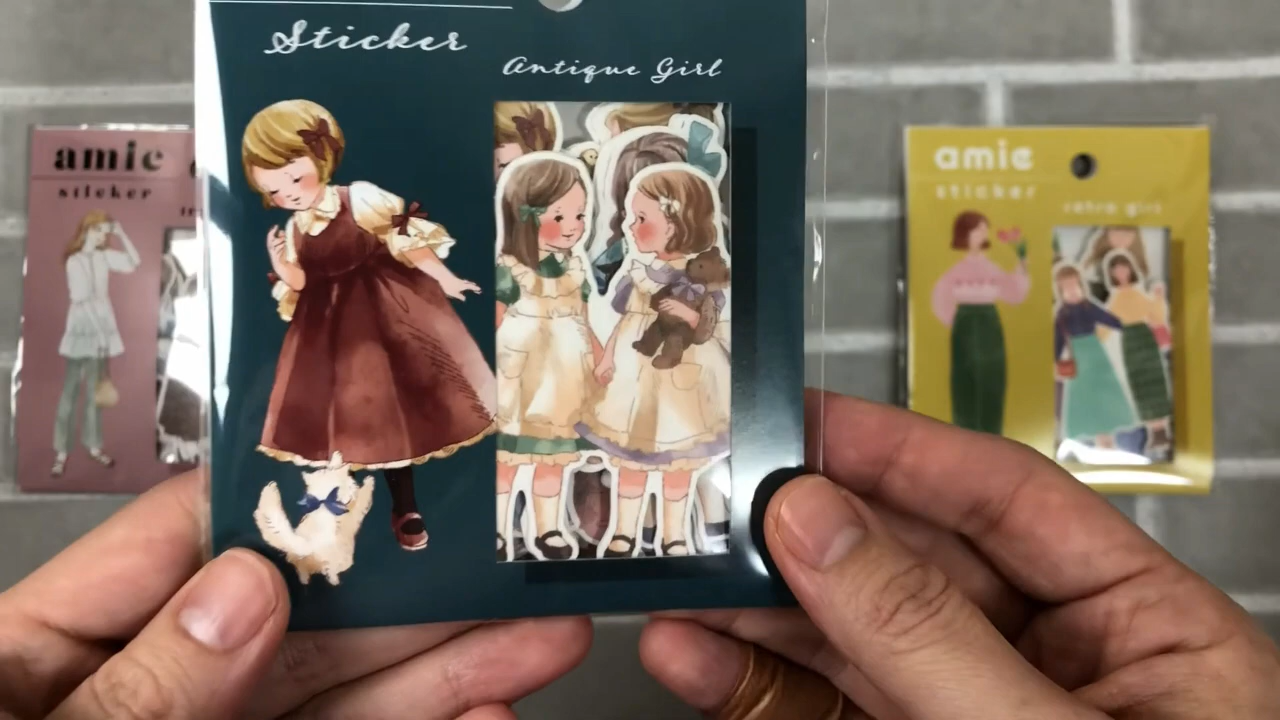 Sticker
Antique Girl
amie
sticker
amie
sticker
retro girl